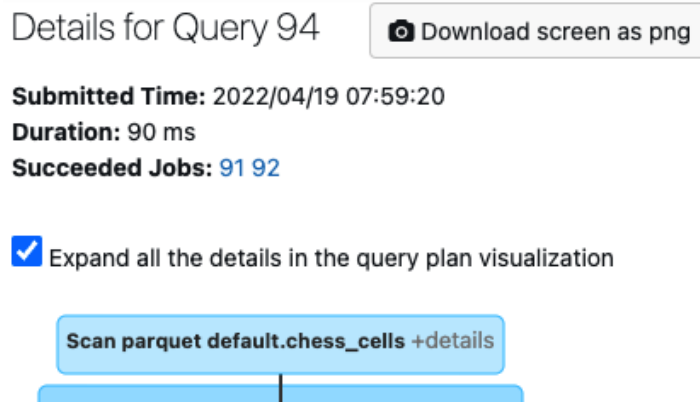 Details for Query 94
Download screen as png
Submitted Time: 2022/04/19 07:59:20
Duration: 90 ms
Succeeded Jobs: 91 92
Expand all the details in the query plan visualization
Scan parquet default.chess_cells +details